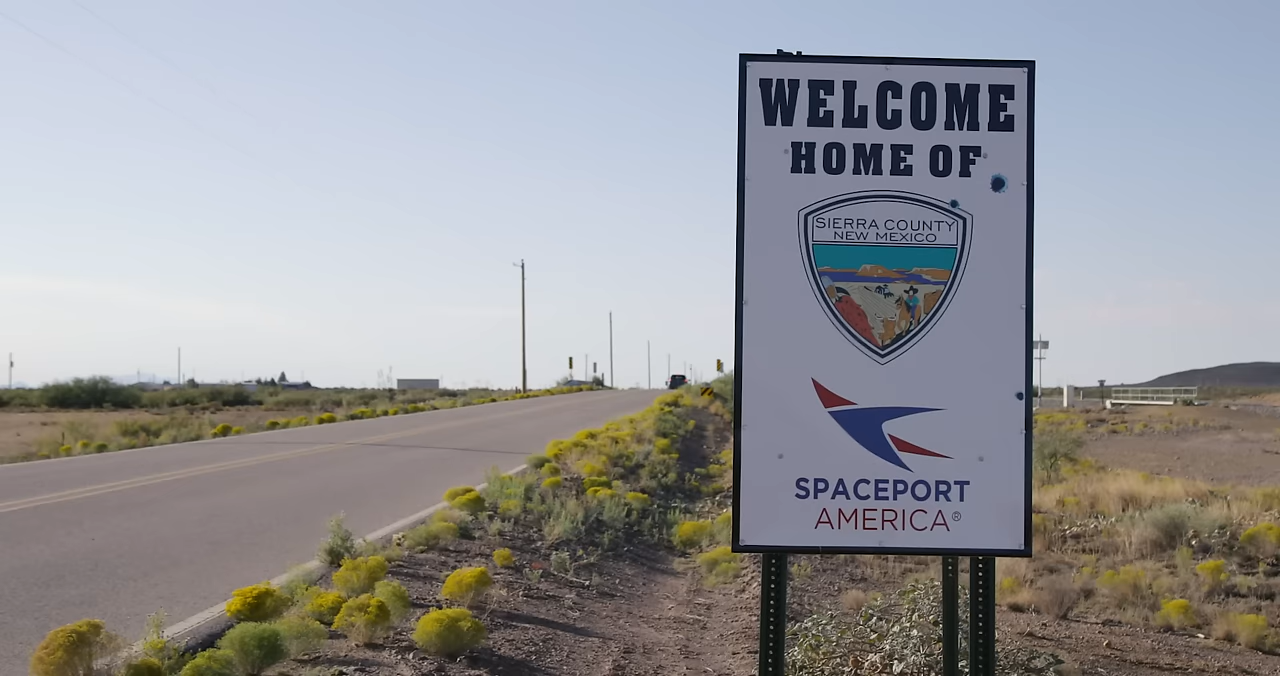 WELCOME
HOME OF
SIERRA COUNTY
NEW MEXICO
SPACEPORT
AMERICA®